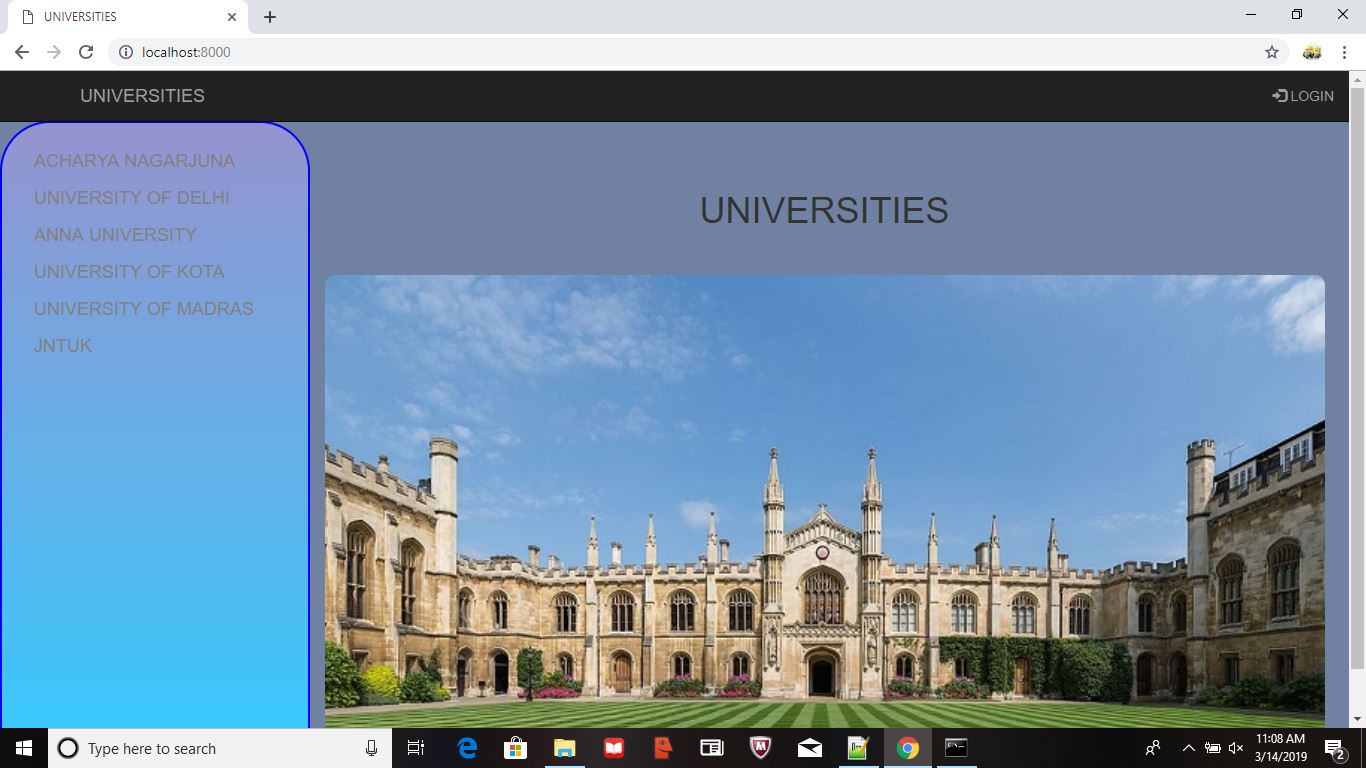 UNIVERSITIES
localhost:8000
UNIVERSITIES
LOGIN
ACHARYA NAGARJUNA
UNIVERSITY OF DELHI
ANNA UNIVERSITY
UNIVERSITY OF KOTA
UNIVERSITY OF MADRAS
JNTUK
UNIVERSITIES
Type here to search
11:08 AM
3/14/2019
2